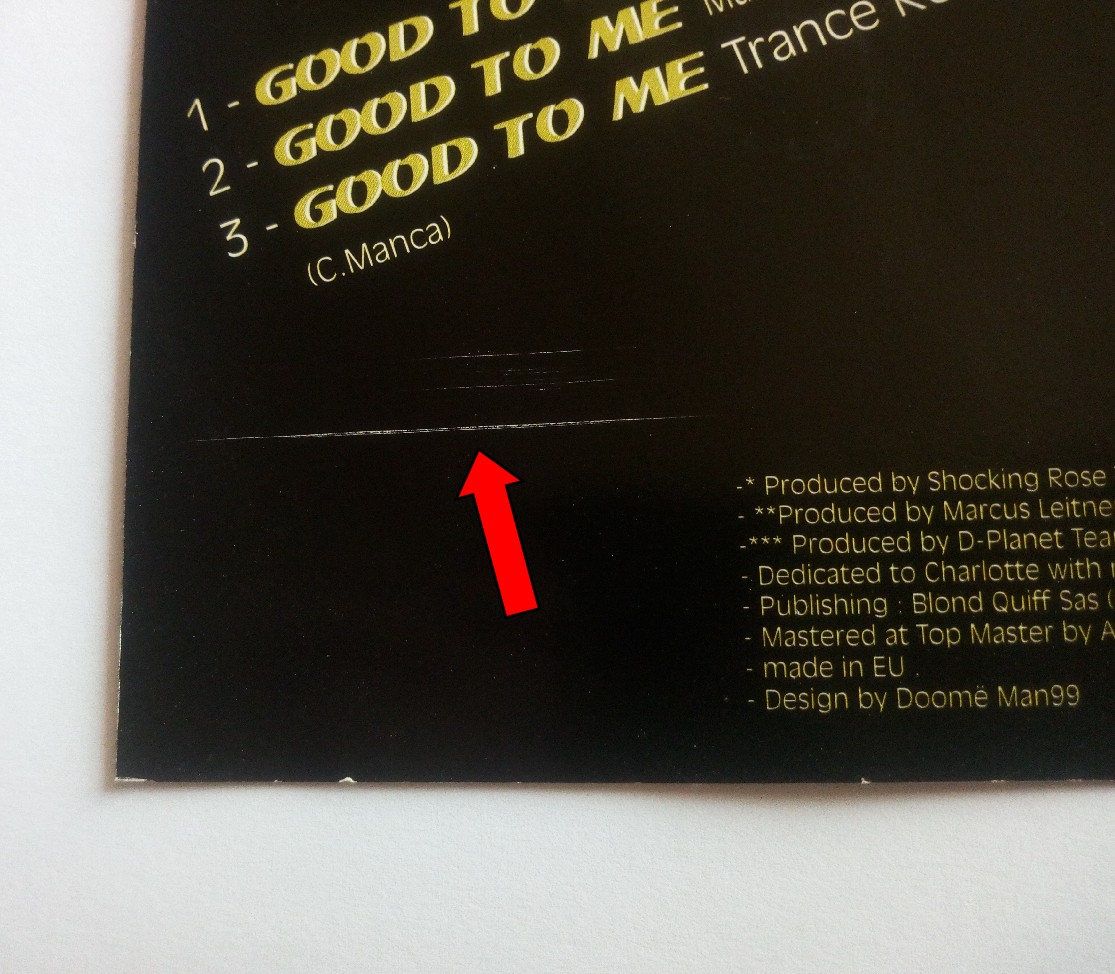 1 - GOOD TO
2 - GOOD TO ME
3 - GOOD TO ME Trance
(C.Manca)
-* Produced by Shocking Rose
- **Produced by Marcus
-*** Produced by D-Planet
- Dedicated to Charlotte with
- Publishing : Blond Quiff Sas (
- Mastered at Top Master by
- made in EU .
- Design by Doomë Man99